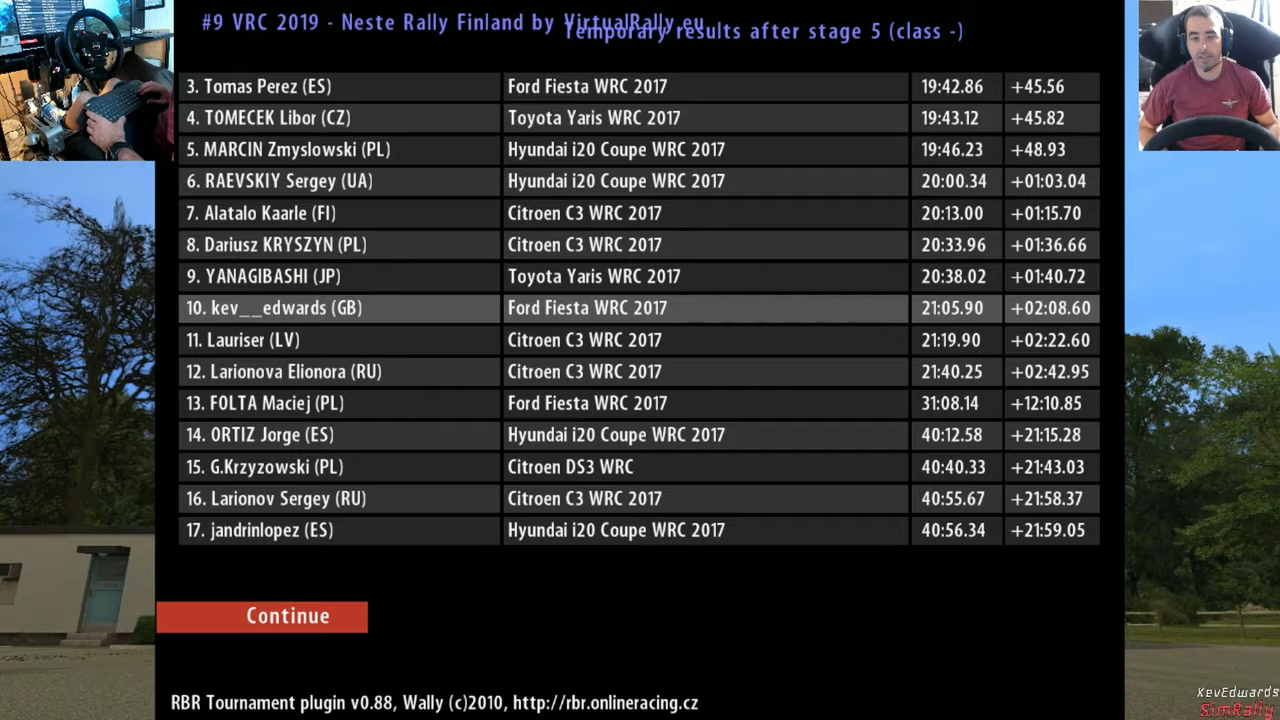 #9 VRC 2019 - Neste Rally Finland by VirtualRally.eu
Temporary results after stage 5 (class -)
3. Tomas Perez (ES) Ford Fiesta WRC 2017 19:42.86 +45.56
4. TOMECEK Libor (CZ) Toyota Yaris WRC 2017 19:43.12 +45.82
5. MARCIN Zmyslowski (PL) Hyundai i20 Coupe WRC 2017 19:46.23 +48.93
6. RAEVSKIY Sergey (UA) Hyundai i20 Coupe WRC 2017 20:00.34 +01:03.04
7. Alatalo Kaarle (FI) Citroen C3 WRC 2017 20:13.00 +01:15.70
8. Dariusz KRYSZYN (PL) Citroen C3 WRC 2017 20:33.96 +01:36.66
9. YANAGIBASHI (JP) Toyota Yaris WRC 2017 20:38.02 +01:40.72
10. kev__edwards (GB) Ford Fiesta WRC 2017 21:05.90 +02:08.60
11. Lauriser (LV) Citroen C3 WRC 2017 21:19.90 +02:22.60
12. Larionova Elionora (RU) Citroen C3 WRC 2017 21:40.25 +02:42.95
13. FOLTA Maciej (PL) Ford Fiesta WRC 2017 31:08.14 +12:10.85
14. ORTIZ Jorge (ES) Hyundai i20 Coupe WRC 2017 40:12.58 +21:15.28
15. G.Krzyzowski (PL) Citroen DS3 WRC 40:40.33 +21:43.03
16. Larionov Sergey (RU) Citroen C3 WRC 2017 40:55.67 +21:58.37
17. jandrinlopez (ES) Hyundai i20 Coupe WRC 2017 40:56.34 +21:59.05
Continue
RBR Tournament plugin v0.88, Wally (c)2010, http://rbr.onlineracing.cz
KevEdwards
SimRally